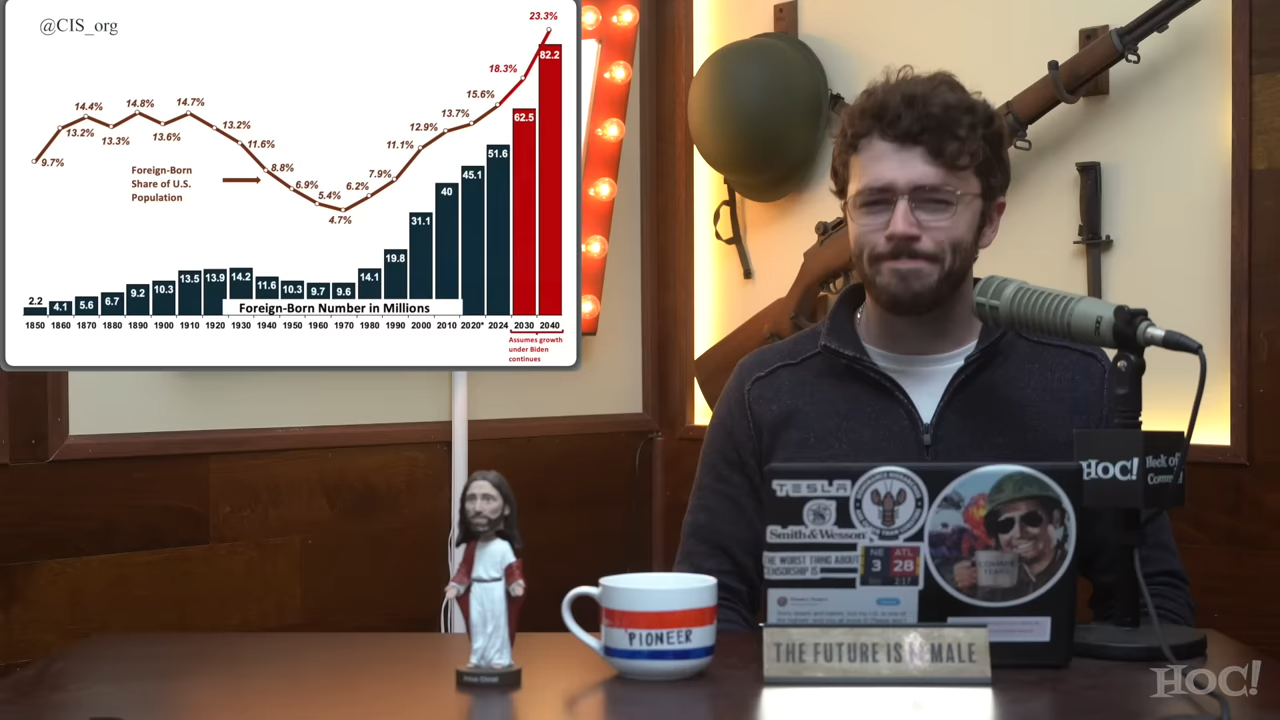 @CIS_org
23.3%
18.3%
15.6%
13.7%
12.9%
11.1%
7.9%
6.2%
4.7%
5.4%
6.9%
8.8%
11.6%
13.2%
14.7%
13.6%
14.8%
13.3%
14.4%
13.2%
9.7%
Foreign-Born
Share of U.S.
Population
2.2 4.1 5.6 6.7 9.2 10.3 13.5 13.9 14.2 11.6 10.3 9.7 9.6 14.1 19.8 31.1 40 45.1 51.6 62.5 82.2
Foreign-Born Number in Millions
1850 1860 1870 1880 1890 1900 1910 1920 1930 1940 1950 1960 1970 1980 1990 2000 2010 2020* 2024 2030 2040
Assumes growth
under Biden
continues
PIONEER
TESLA
Smith & Wesson
THE WORST THING ABOUT
CENSORSHIP IS
NE ATL
3 28
2:17
THE FUTURE IS MALE
HOC!
HOC!